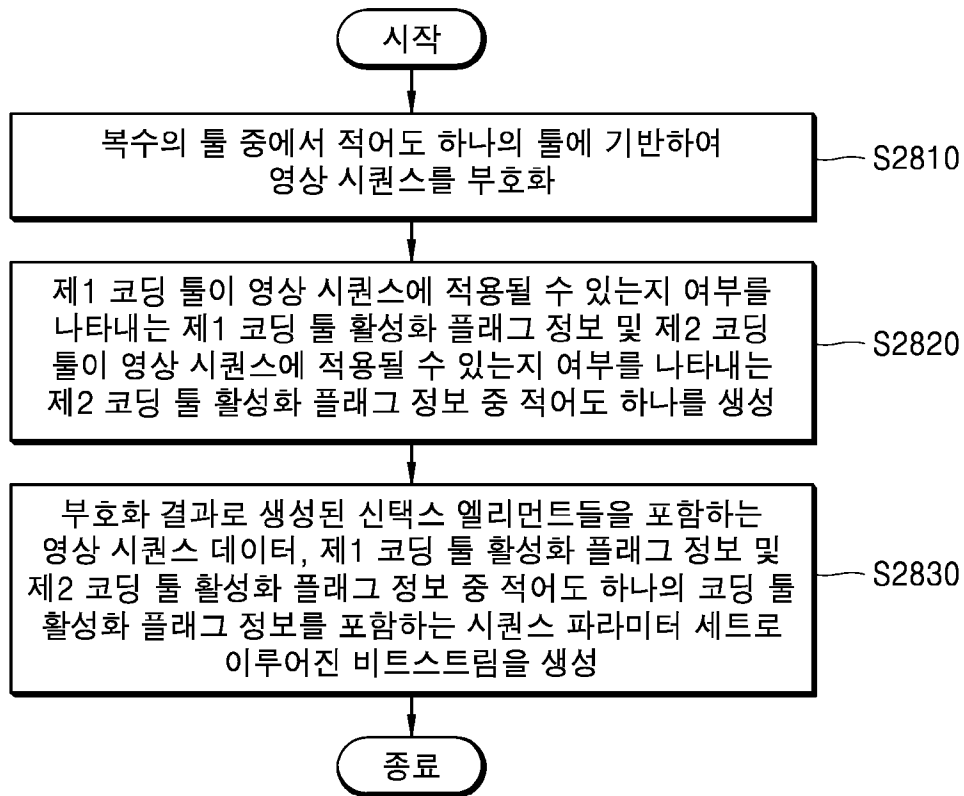 시작
복수의 툴 중에서 적어도 하나의 툴에 기반하여
영상 시퀀스를 부호화
S2810
제1 코딩 툴이 영상 시퀀스에 적용될 수 있는지 여부를
나타내는 제1 코딩 툴 활성화 플래그 정보 및 제2 코딩
툴이 영상 시퀀스에 적용될 수 있는지 여부를 나타내는
제2 코딩 툴 활성화 플래그 정보 중 적어도 하나를 생성
S2820
부호화 결과로 생성된 신택스 엘리먼트들을 포함하는
영상 시퀀스 데이터, 제1 코딩 툴 활성화 플래그 정보 및
제2 코딩 툴 활성화 플래그 정보 중 적어도 하나의 코딩 툴
활성화 플래그 정보를 포함하는 시퀀스 파라미터 세트로
이루어진 비트스트림을 생성
S2830
종료